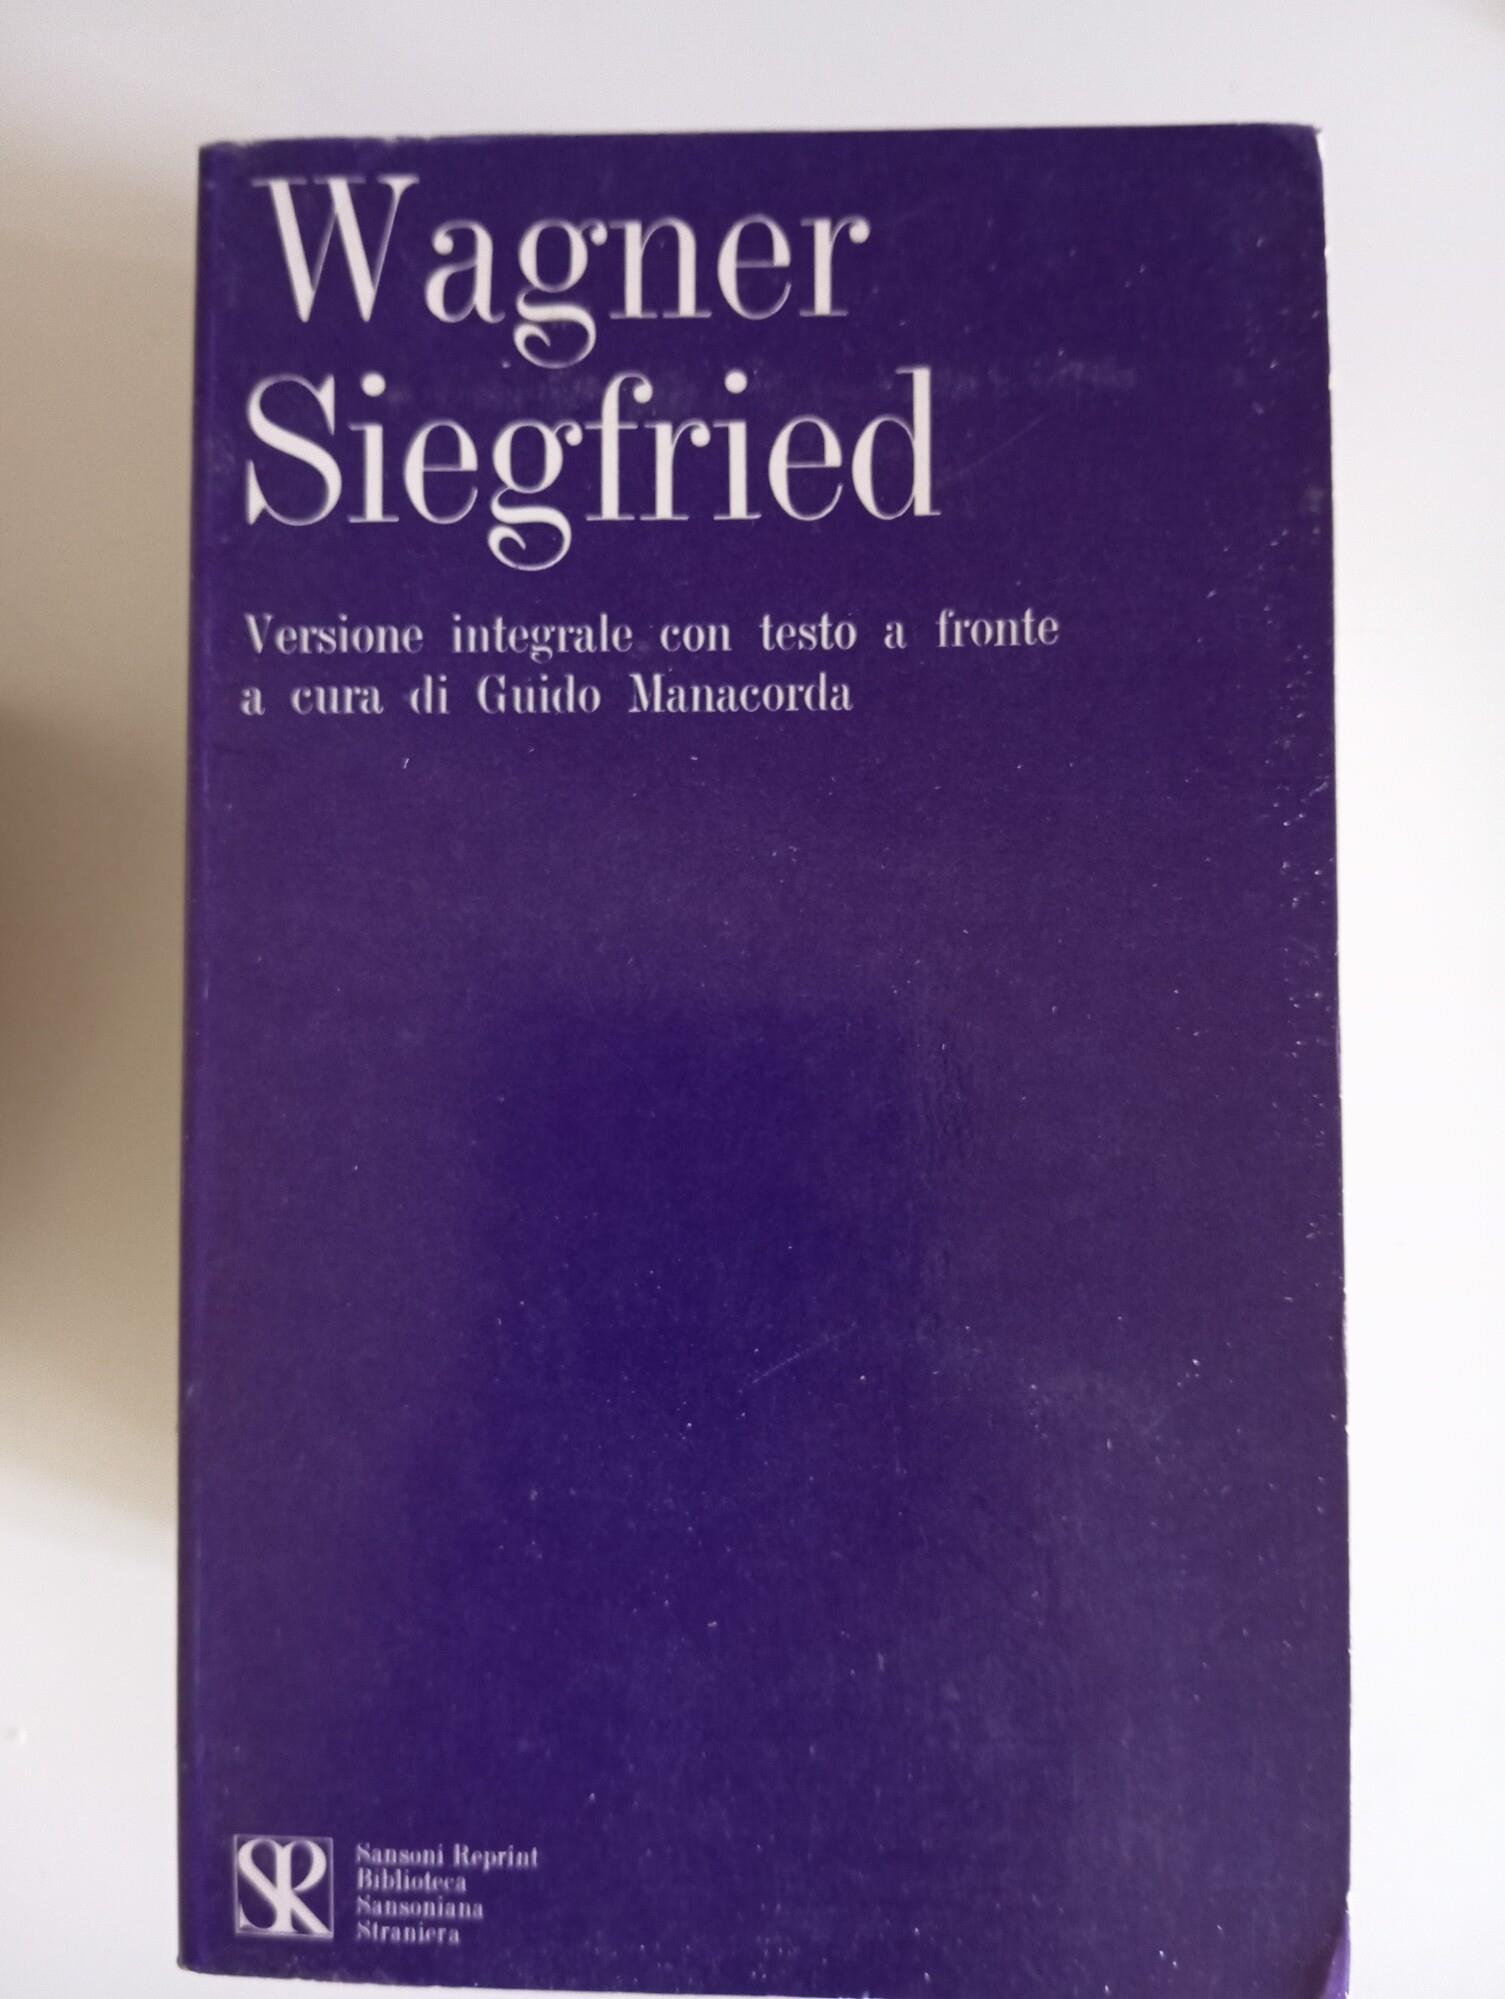 Wagner
Siegfried
Versione integrale con testo a fronte
a cura di Guido Manacorda
SR
Sansoni Reprint
Biblioteca
Sansoniana
Straniera